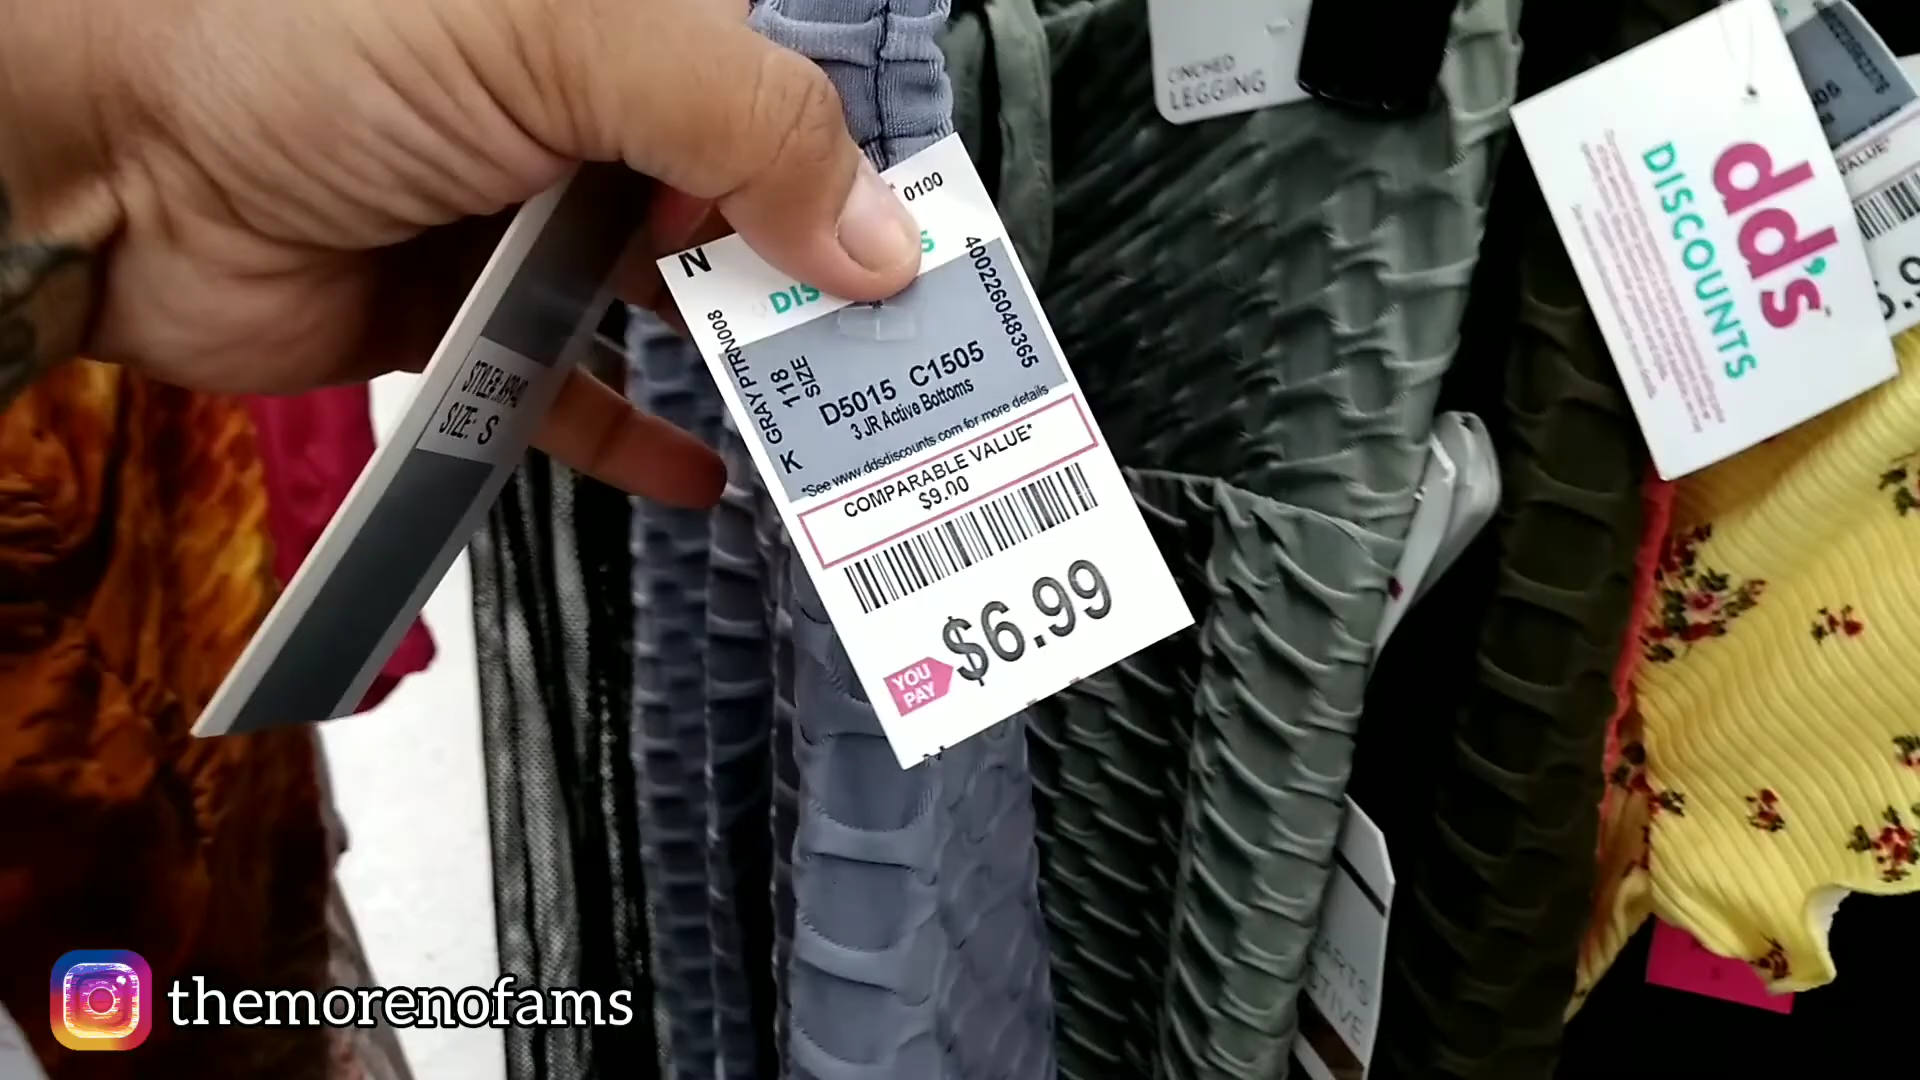 CINCHED
LEGGING
dd's
DISCOUNTS
VALUE*
0100
N
DIS
S
400226048365
GRAY PTRN008
118
SIZE
K
D5015 C1505
3 JR Active Bottoms
*See www.ddsdiscounts.com for more details
COMPARABLE VALUE*
$9.00
YOU
PAY
$6.99
SIZE: S
themorenofams